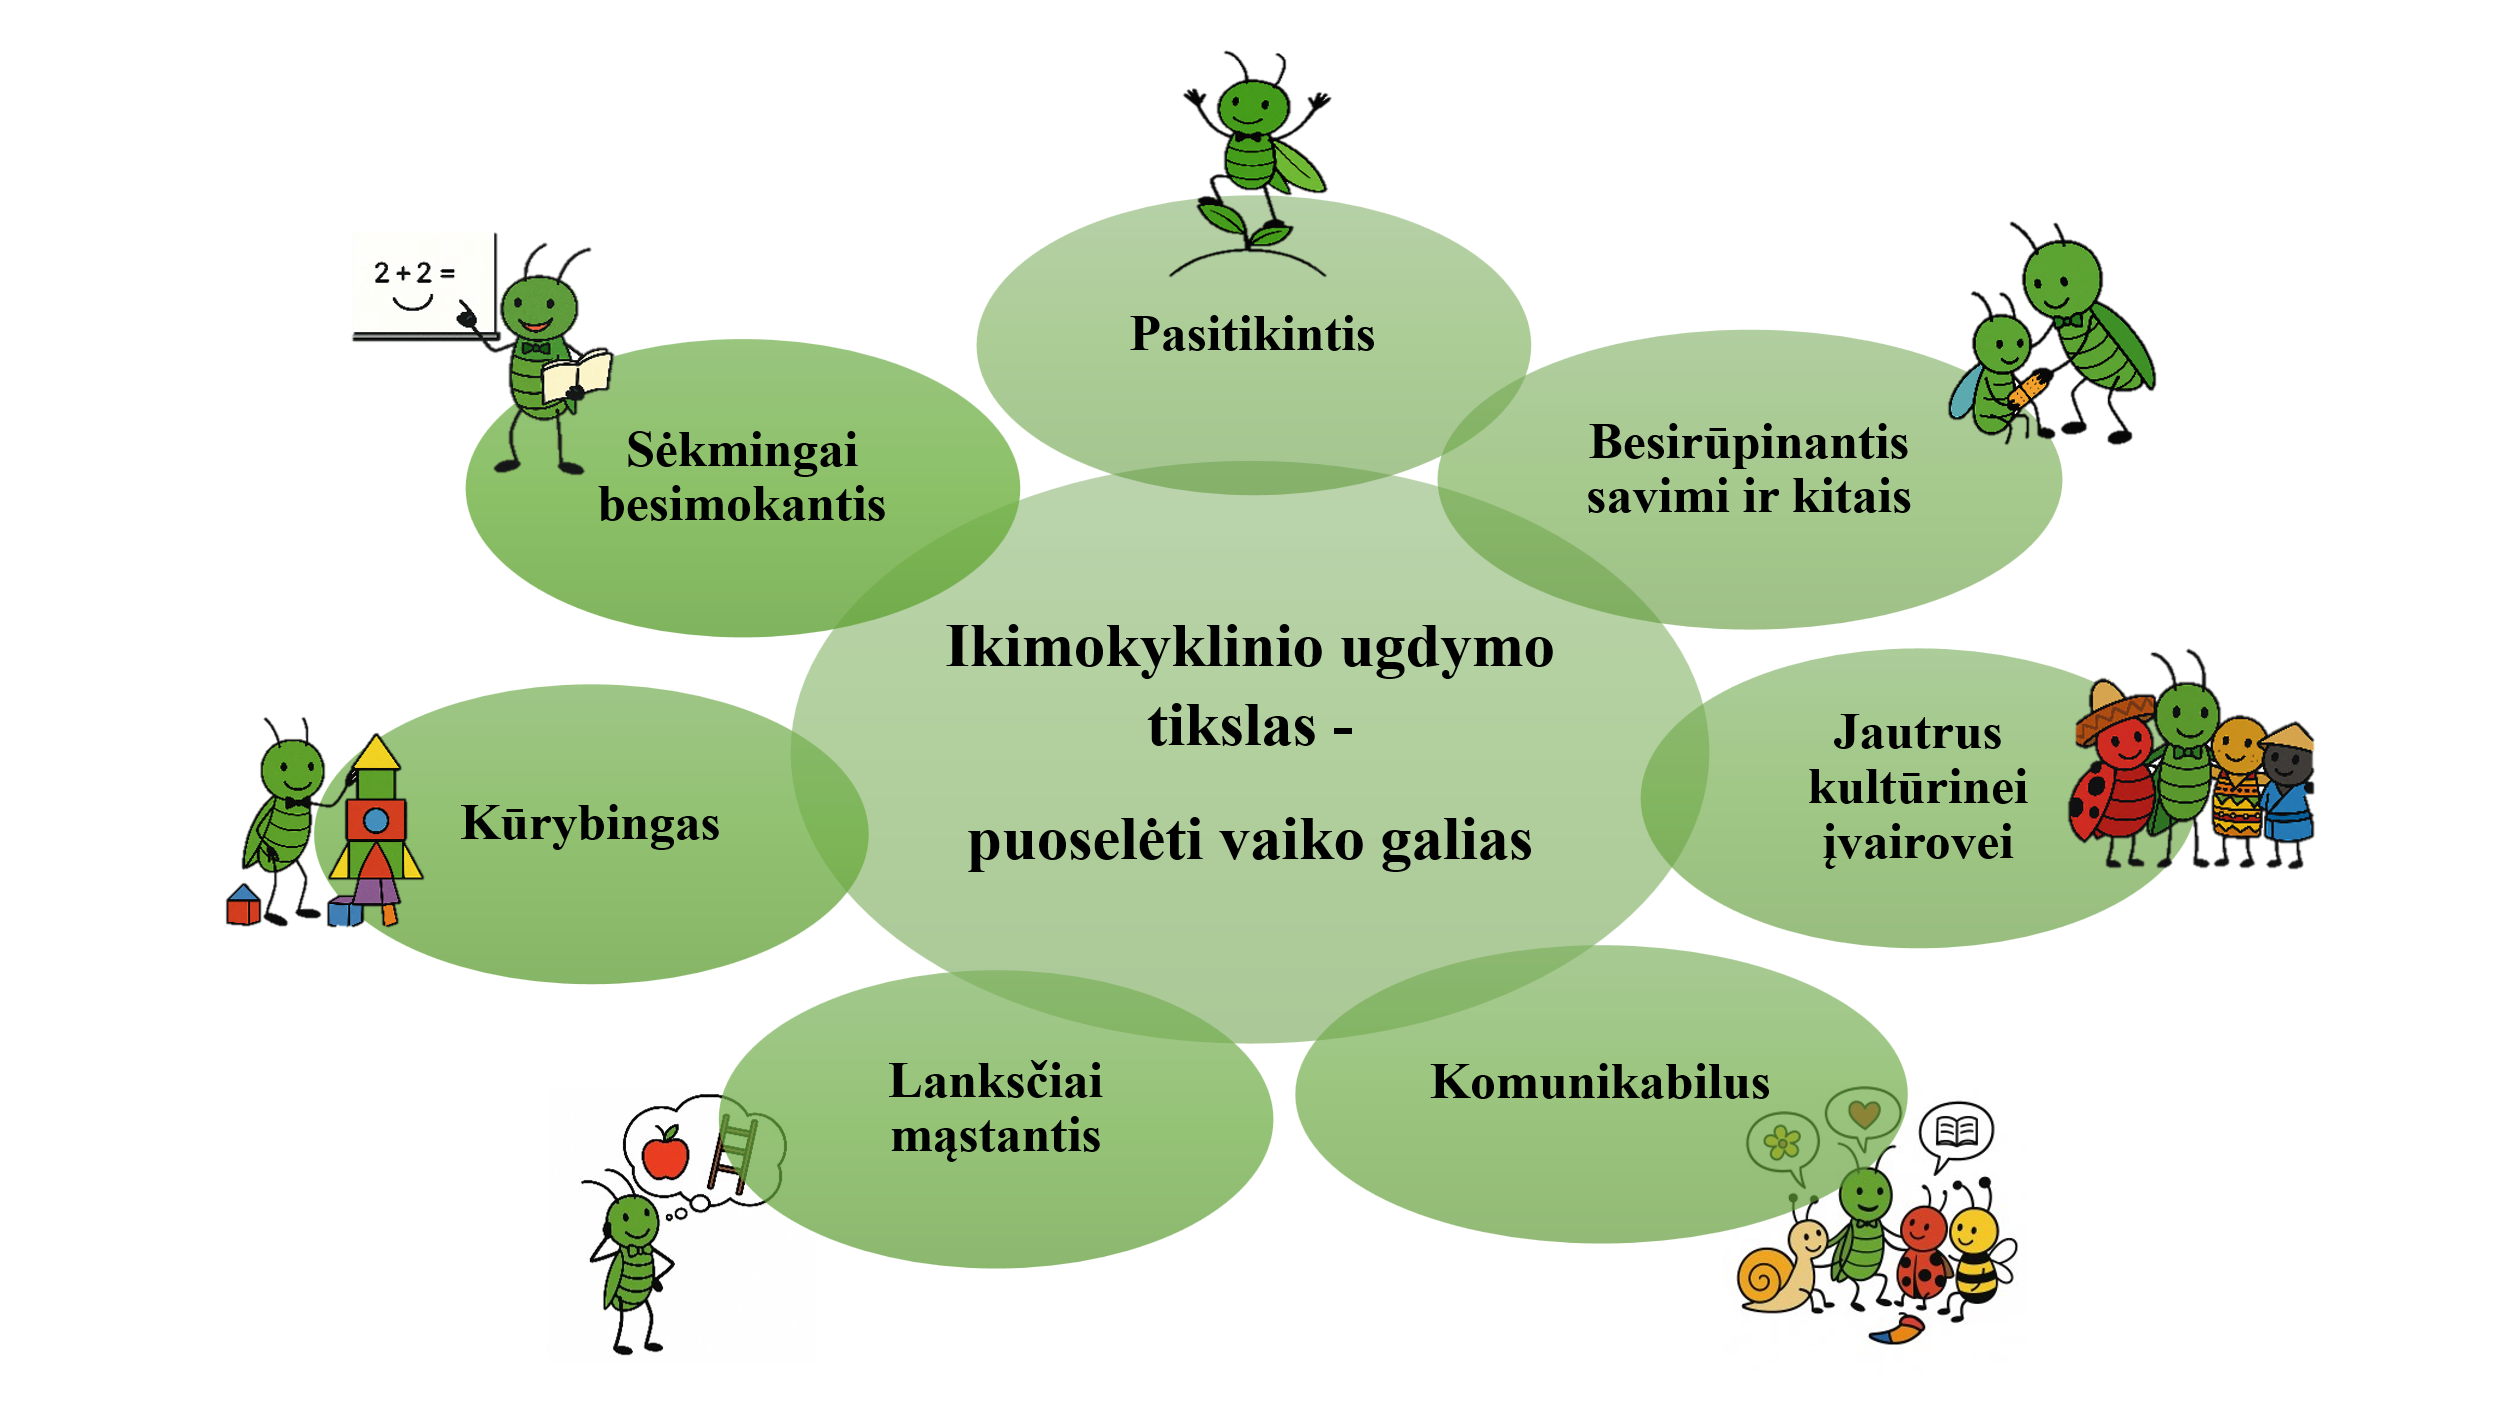 Pasitikintis
2 + 2 =
Sėkmingai
besimokantis
Besirūpinantis
savimi ir kitais
Ikimokyklinio ugdymo
tikslas -
puoselėti vaiko galias
Jautrus
kultūrinei
įvairovei
Kūrybingas
Lanksčiai
mąstantis
Komunikabilus